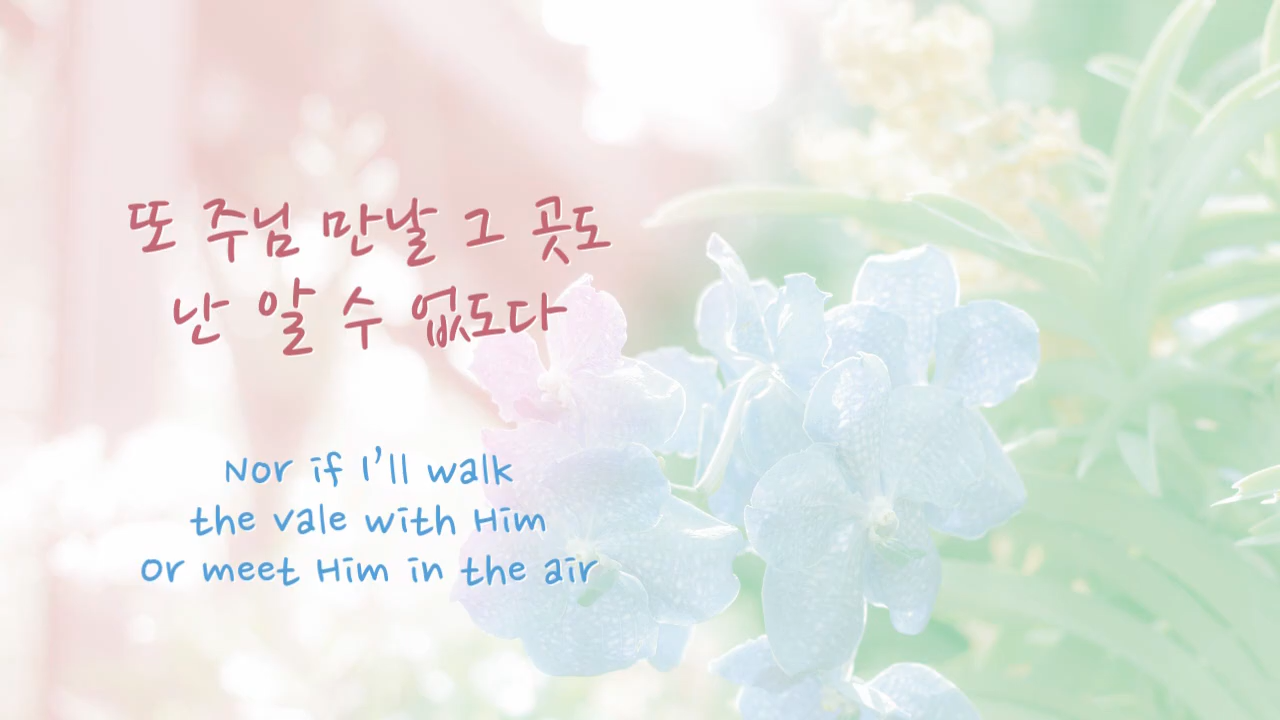 또 주님 만날 그 곳도
난 알 수 없도다
Nor if I'll walk
the vale with Him
Or meet Him in the air